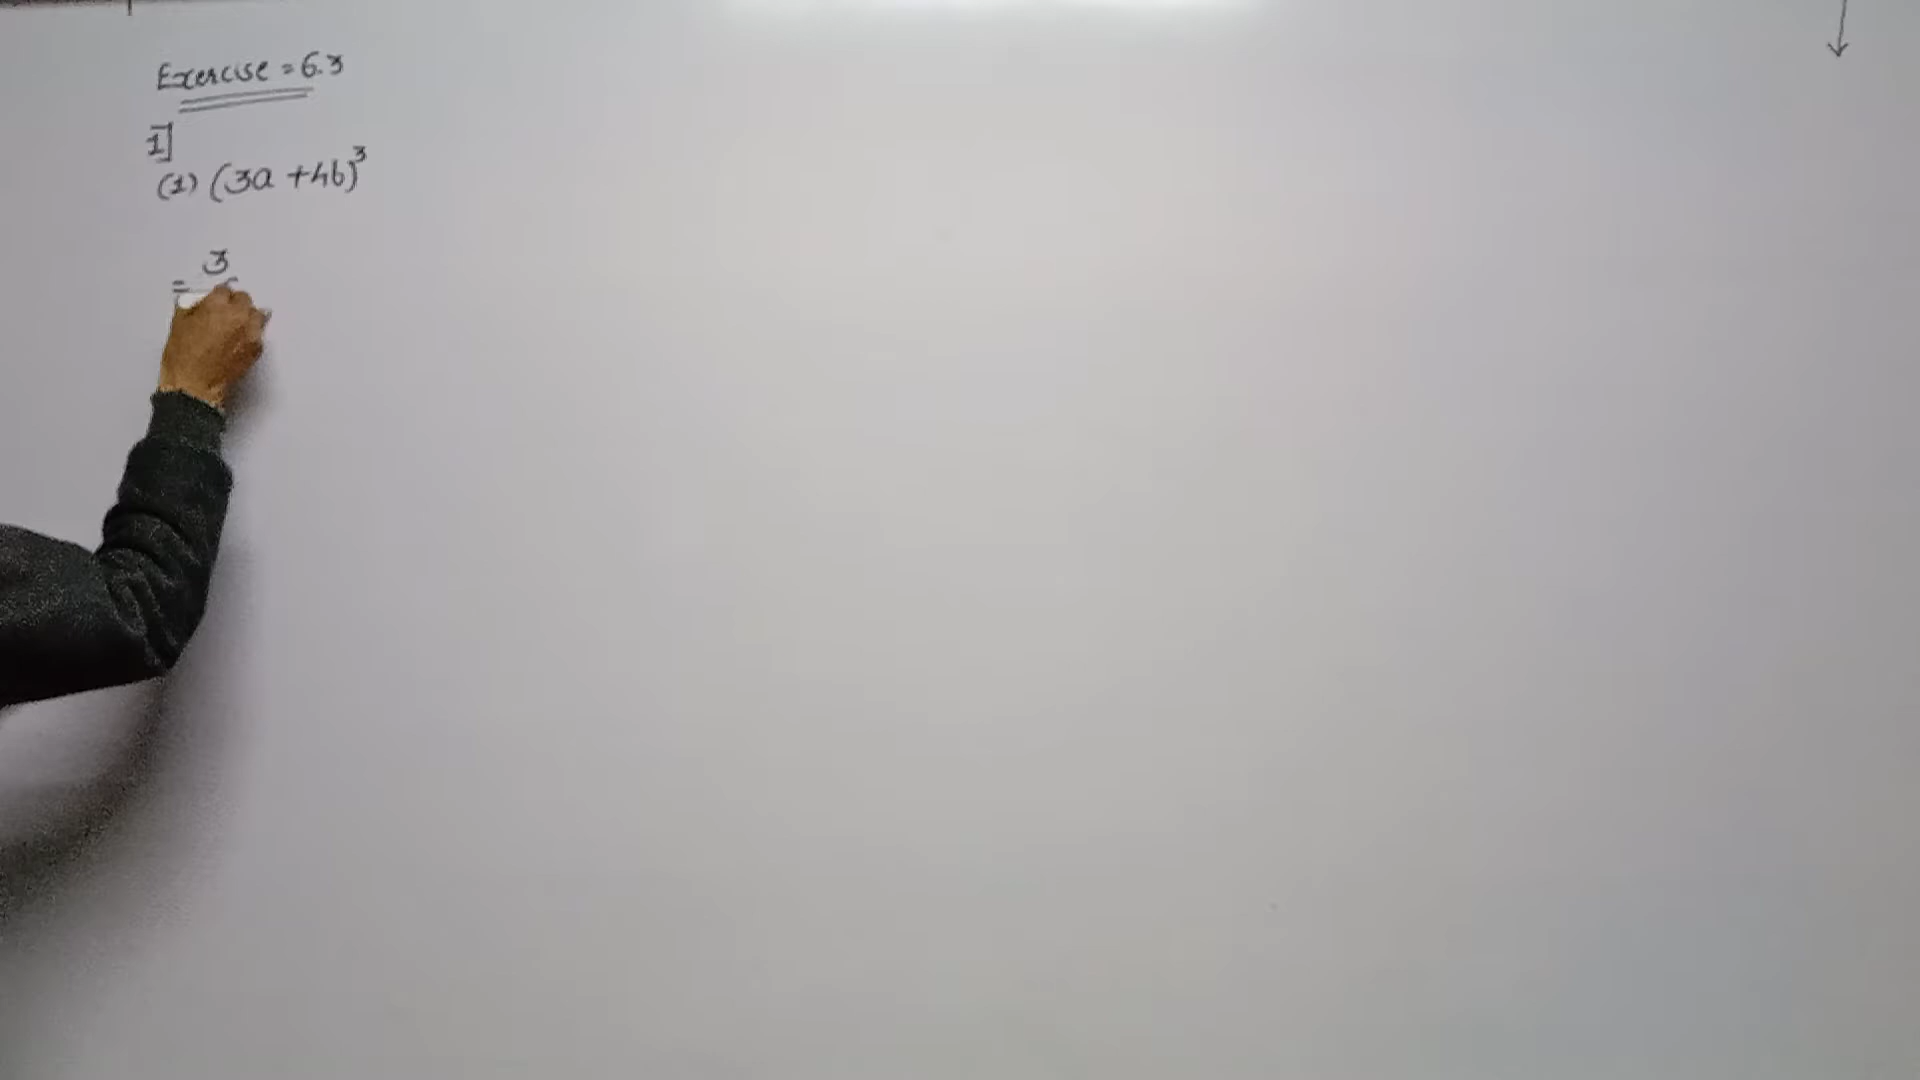 Exercise = 6.3
1]
(1) (3a + 4b)³
= 3